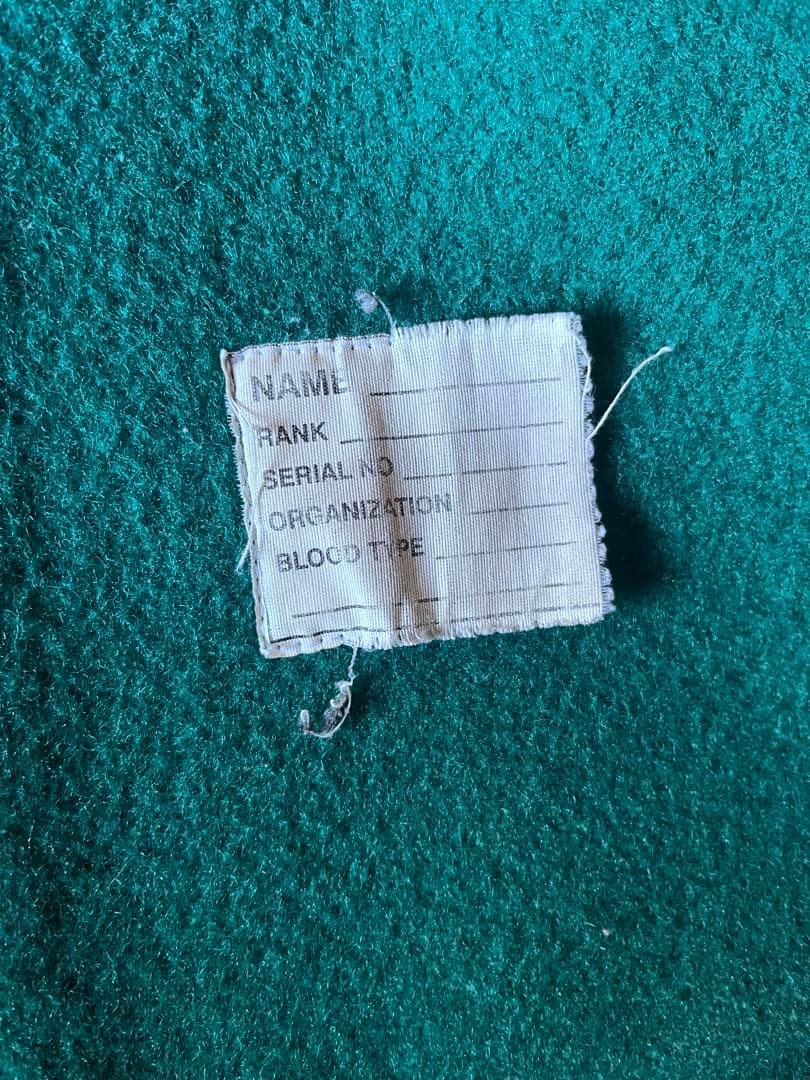 NAME
RANK
SERIAL NO
ORGANIZATION
BLOOD TYPE